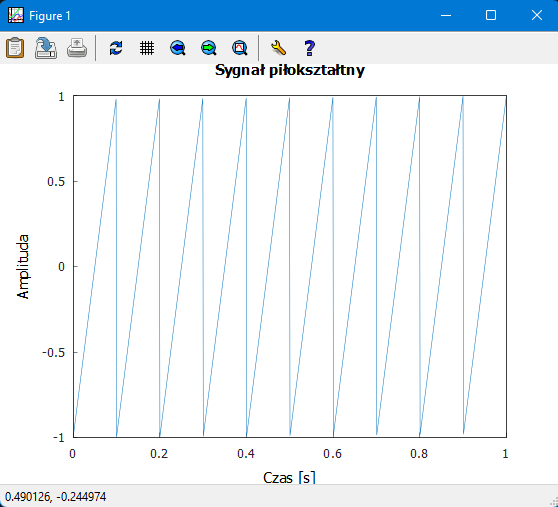 Figure 1
Sygnał piłokształtny
1
0.5
0
-0.5
-1
Amplituda
0 0.2 0.4 0.6 0.8 1
Czas [s]
0.490126, -0.244974